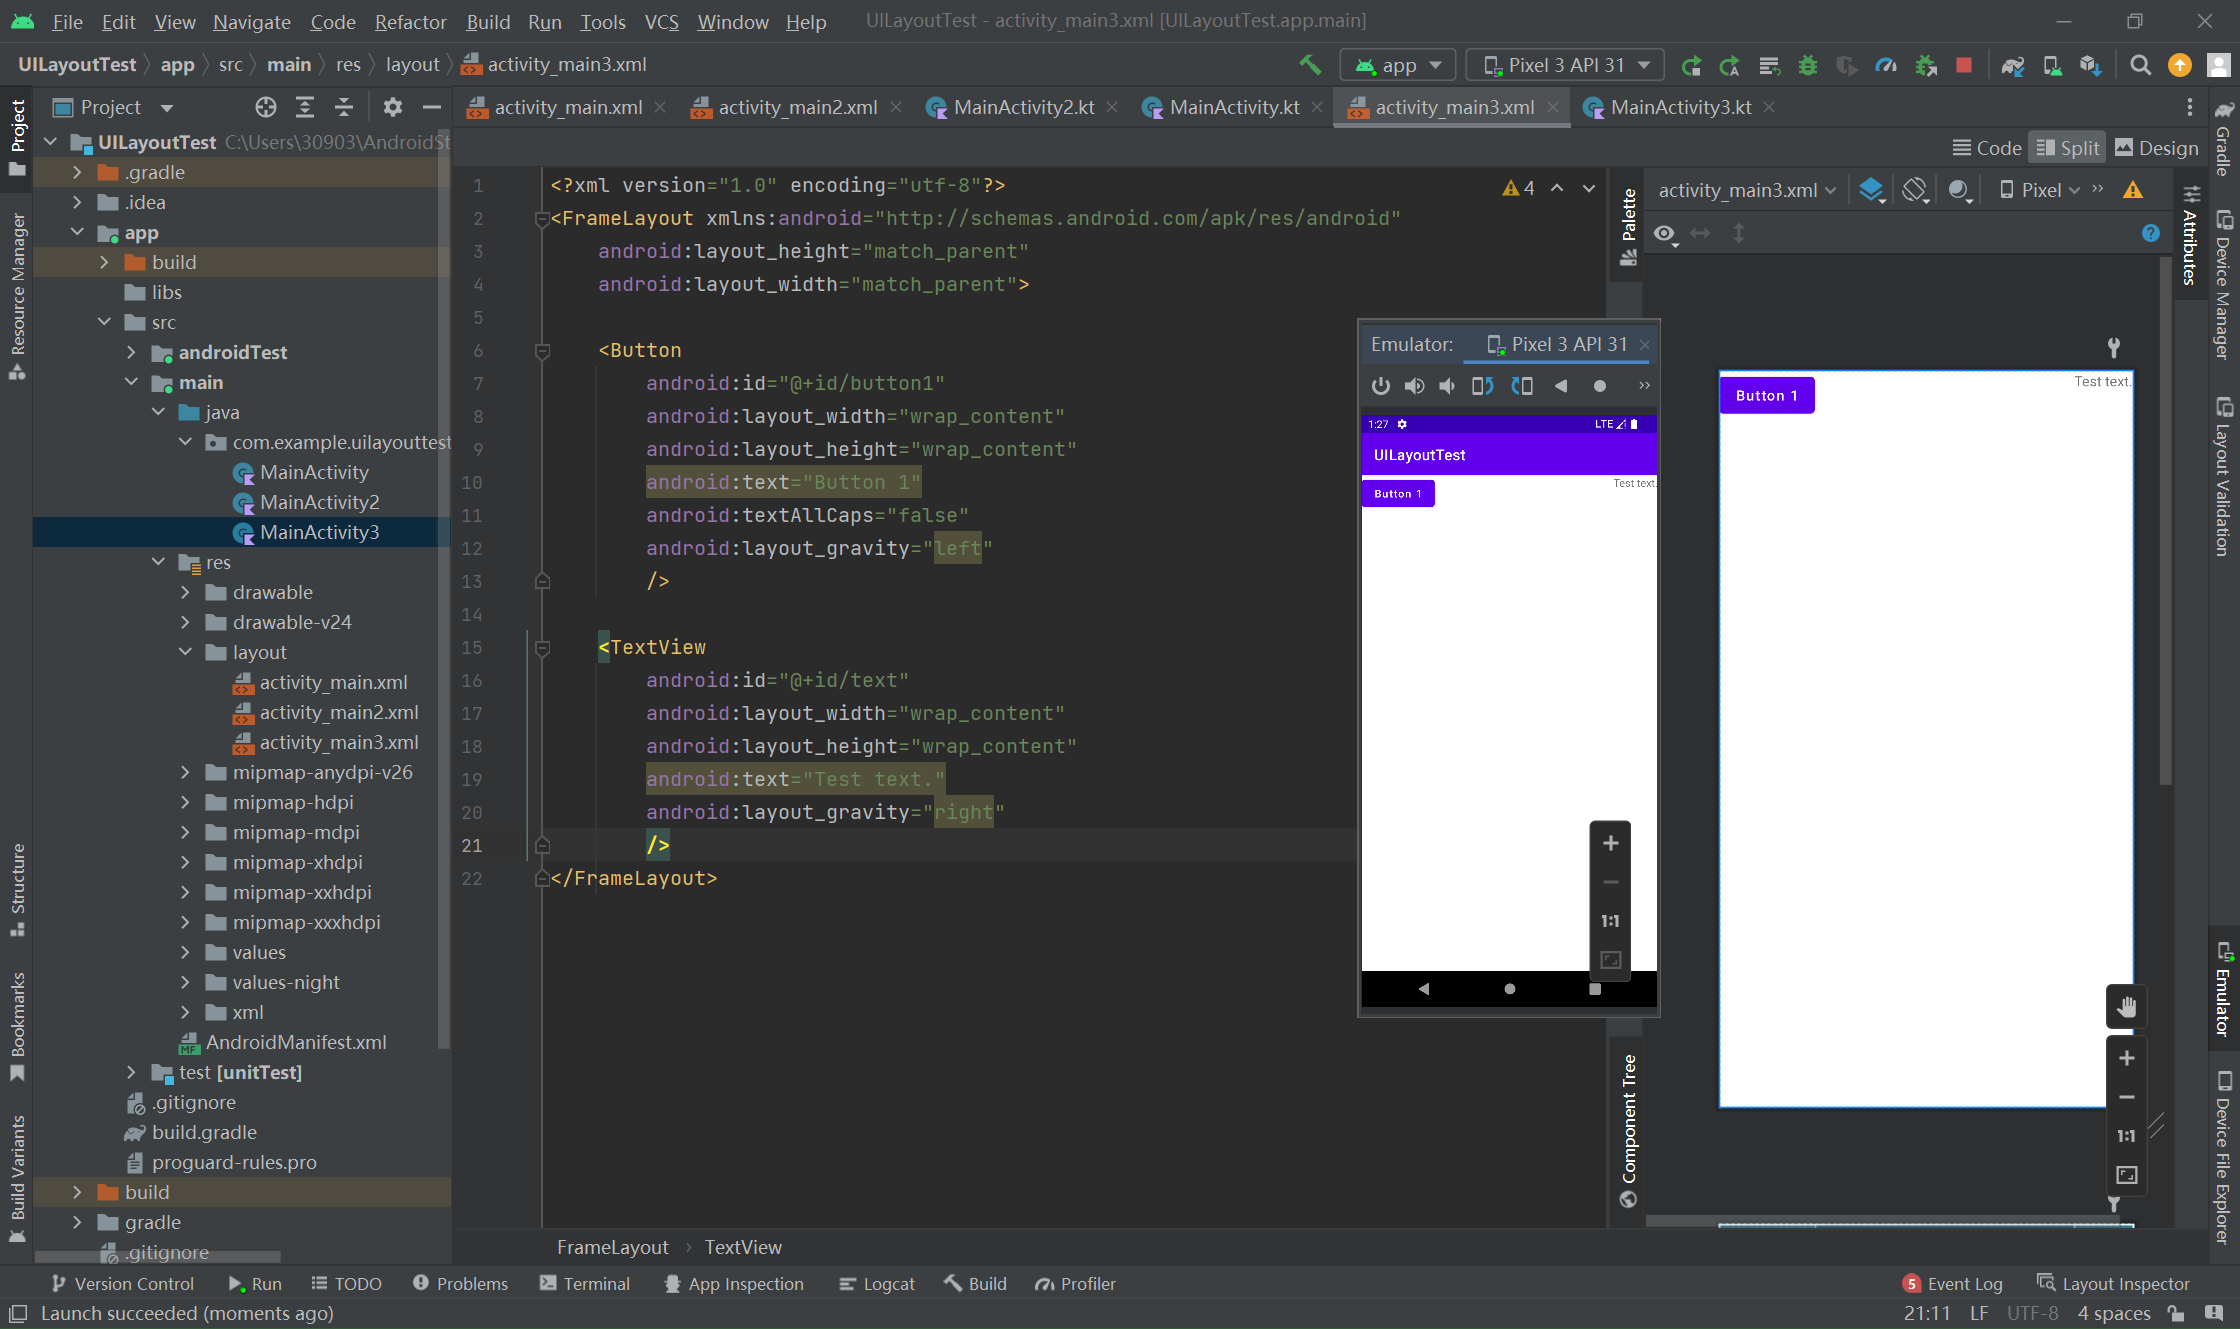 File Edit View Navigate Code Refactor Build Run Tools VCS Window Help UILayoutTest - activity_main3.xml [UILayoutTest.app.main]
UILayoutTest app src main res layout activity_main3.xml app Pixel 3 API 31
Project activity_main.xml activity_main2.xml MainActivity2.kt MainActivity.kt activity_main3.xml MainActivity3.kt
Code Split Design
activity_main3.xml Pixel
UILayoutTest C:\Users\30903\AndroidSt
.gradle
.idea
app
build
libs
src
androidTest
main
java
com.example.uilayouttest
MainActivity
MainActivity2
MainActivity3
res
drawable
drawable-v24
layout
activity_main.xml
activity_main2.xml
activity_main3.xml
mipmap-anydpi-v26
mipmap-hdpi
mipmap-mdpi
mipmap-xhdpi
mipmap-xxhdpi
mipmap-xxxhdpi
values
values-night
xml
AndroidManifest.xml
test [unitTest]
.gitignore
build.gradle
proguard-rules.pro
build
gradle
.gitignore
Project
Resource Manager
Structure
Bookmarks
Build Variants
1 <?xml version="1.0" encoding="utf-8"?>
2 <FrameLayout xmlns:android="http://schemas.android.com/apk/res/android"
3 android:layout_height="match_parent"
4 android:layout_width="match_parent">
5
6 <Button
7 android:id="@+id/button1"
8 android:layout_width="wrap_content"
9 android:layout_height="wrap_content"
10 android:text="Button 1"
11 android:textAllCaps="false"
12 android:layout_gravity="left"
13 />
14
15 <TextView
16 android:id="@+id/text"
17 android:layout_width="wrap_content"
18 android:layout_height="wrap_content"
19 android:text="Test text."
20 android:layout_gravity="right"
21 />
22 </FrameLayout>
4
Emulator: Pixel 3 API 31
1:27 LTE
UILayoutTest
Button 1 Test text.
1:1
Palette
Component Tree
Button 1 Test text.
1:1
Attributes
Gradle
Device Manager
Layout Validation
Emulator
Device File Explorer
FrameLayout TextView
Version Control Run TODO Problems Terminal App Inspection Logcat Build Profiler 5 Event Log Layout Inspector
Launch succeeded (moments ago) 21:11 LF UTF-8 4 spaces